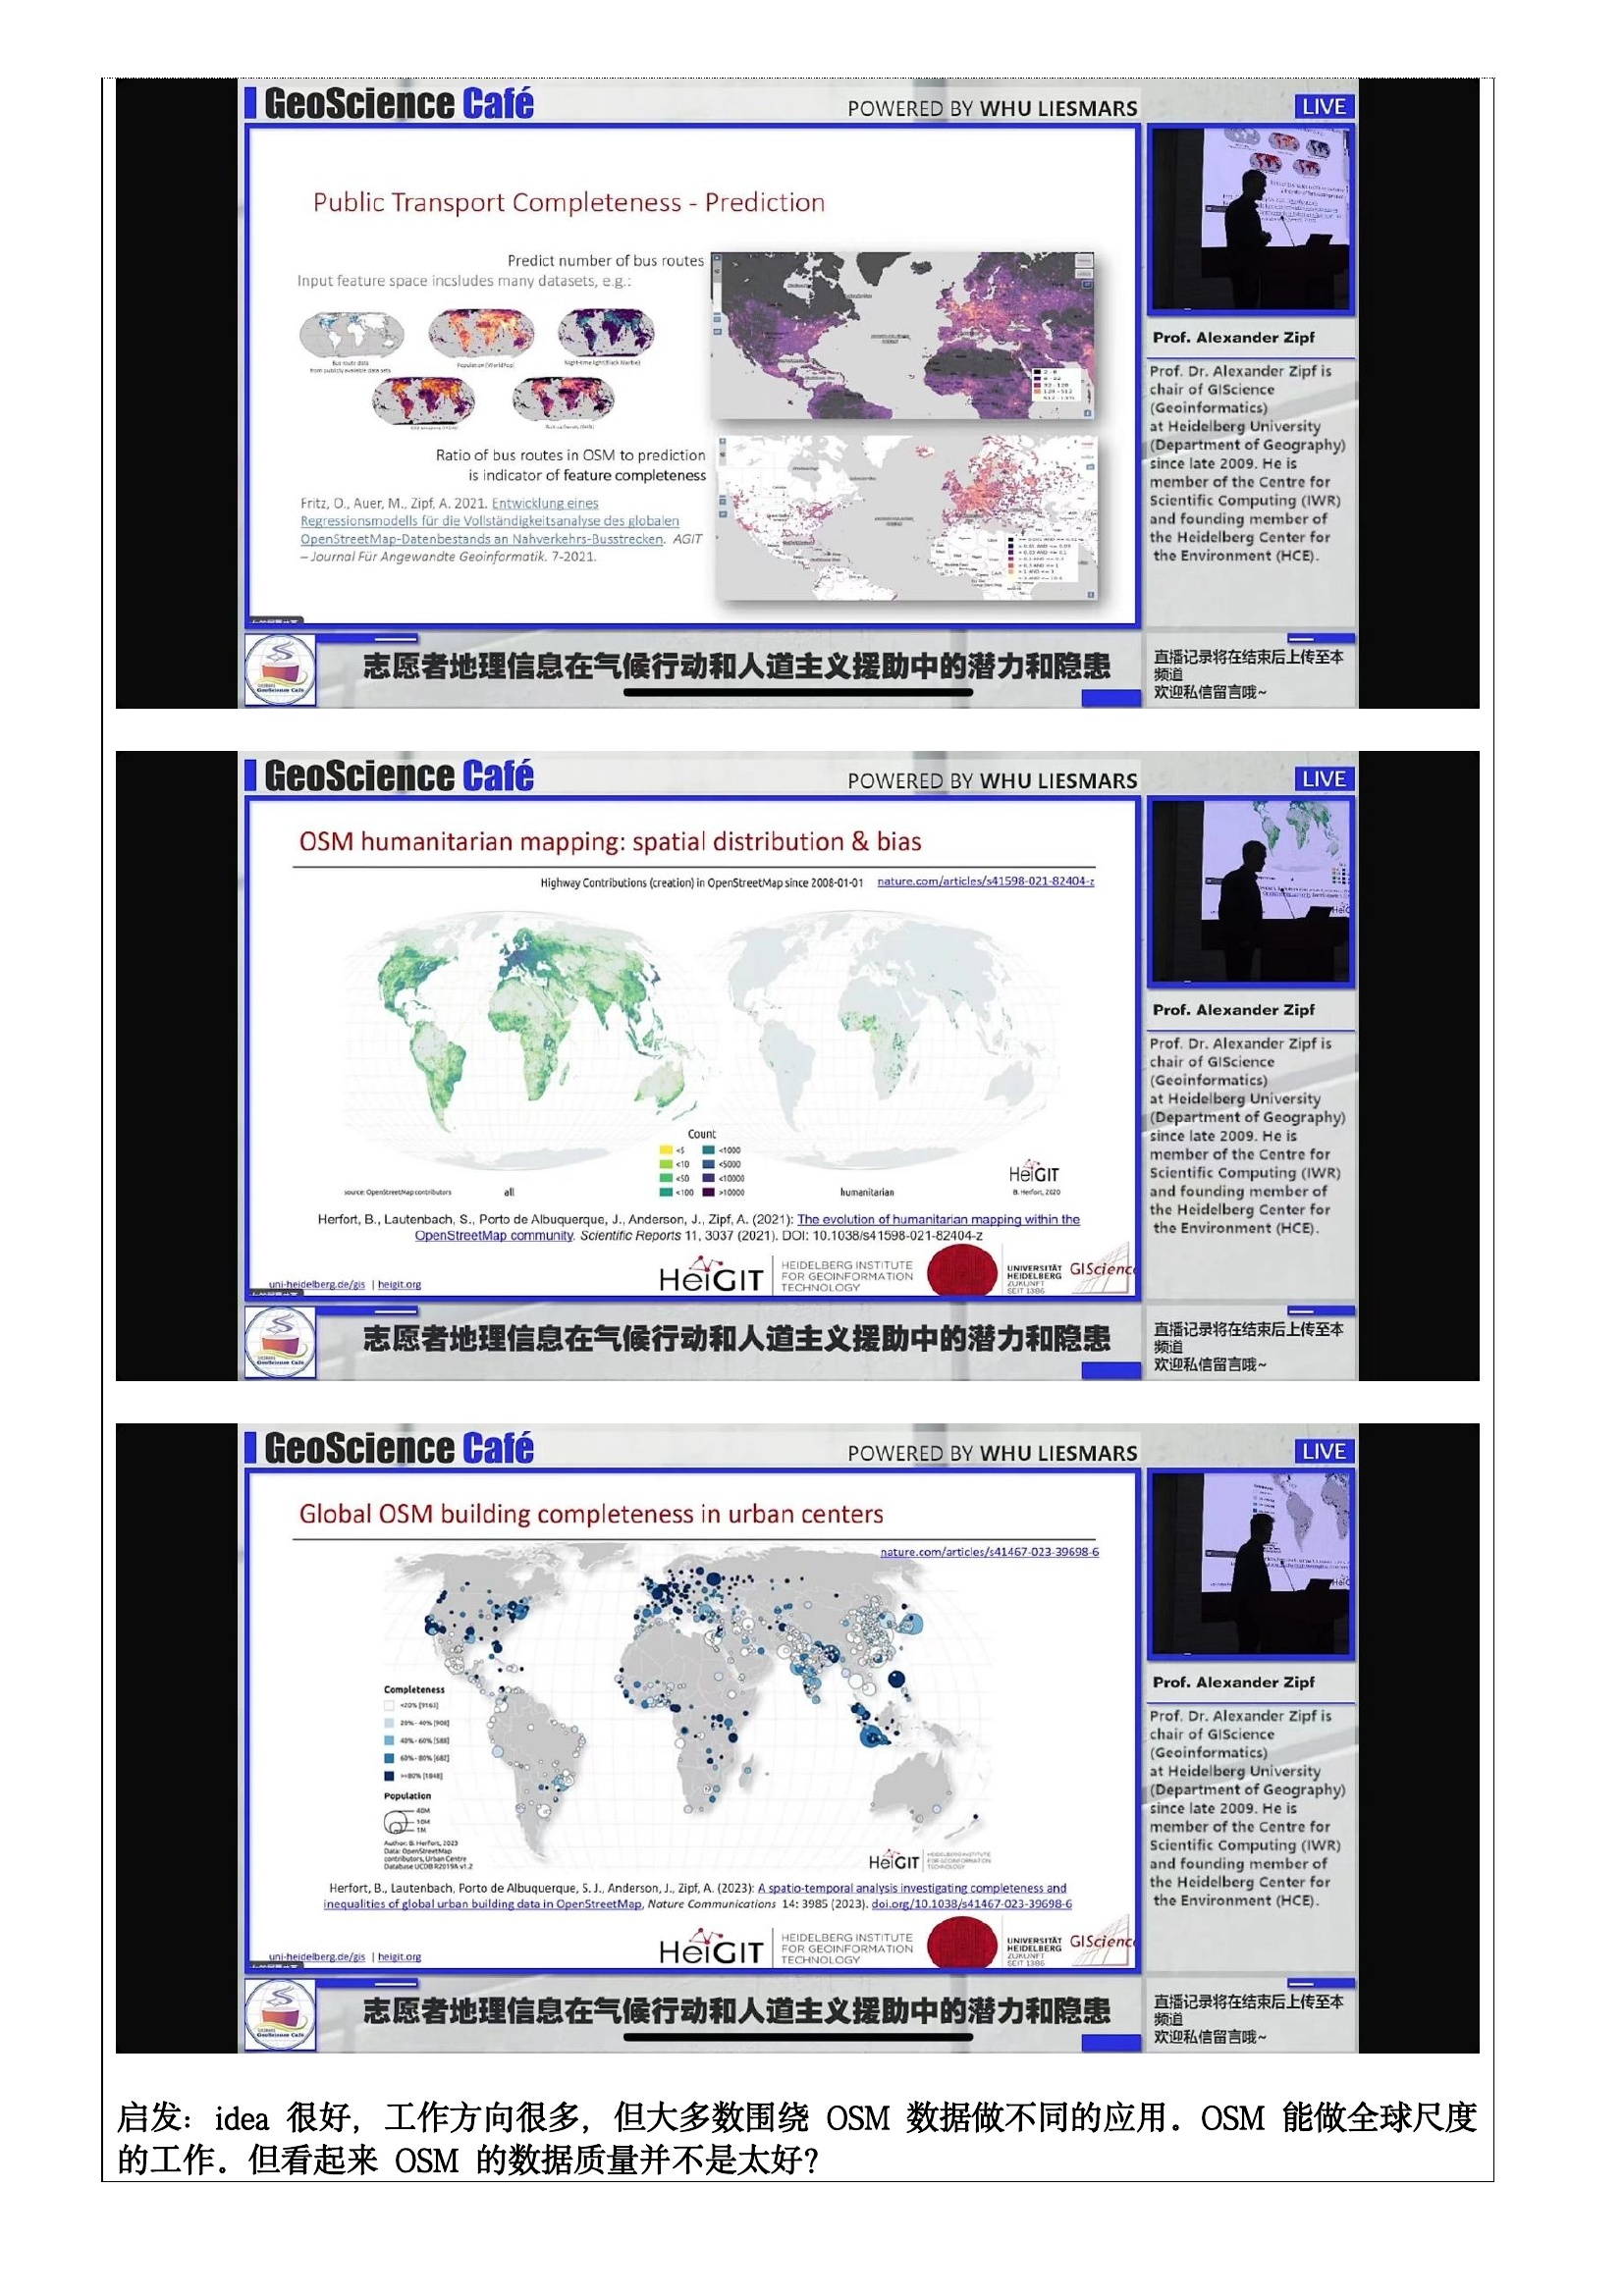 GeoScience Café
POWERED BY WHU LIESMARS
LIVE
Public Transport Completeness - Prediction
Predict number of bus routes
Input feature space incsludes many datasets, e.g.:
Bus route data
from publicly available data sets
Population (WorldPop)
Night-time light (Black Marble)
Ratio of bus routes in OSM to prediction
is indicator of feature completeness
Fritz, O., Auer, M., Zipf, A. 2021. Entwicklung eines
Regressionsmodells für die Vollständigkeitsanalyse des globalen
OpenStreetMap-Datenbestands an Nahverkehrs-Busstrecken. AGIT
– Journal Für Angewandte Geoinformatik. 7-2021.
Prof. Alexander Zipf
Prof. Dr. Alexander Zipf is
chair of GIScience
(Geoinformatics)
at Heidelberg University
(Department of Geography)
since late 2009. He is
member of the Centre for
Scientific Computing (IWR)
and founding member of
the Heidelberg Center for
the Environment (HCE).
GeoScience Café
志愿者地理信息在气候行动和人道主义援助中的潜力和隐患
直播记录将在结束后上传至本
频道
欢迎私信留言哦~
GeoScience Café
POWERED BY WHU LIESMARS
LIVE
OSM humanitarian mapping: spatial distribution & bias
Highway Contributions (creation) in OpenStreetMap since 2008-01-01
nature.com/articles/s41598-021-82404-z
Count
<5
<1000
<10
<5000
<50
<10000
<100
>10000
source: OpenStreetMap contributors
all
humanitarian
HeiGIT
B. Herfort, 2020
Herfort, B., Lautenbach, S., Porto de Albuquerque, J., Anderson, J., Zipf, A. (2021): The evolution of humanitarian mapping within the
OpenStreetMap community. Scientific Reports 11, 3037 (2021). DOI: 10.1038/s41598-021-82404-z
uni-heidelberg.de/gis | heigit.org
HeiGIT
HEIDELBERG INSTITUTE
FOR GEOINFORMATION
TECHNOLOGY
UNIVERSITÄT
HEIDELBERG
ZUKUNFT
SEIT 1386
GIScience
Prof. Alexander Zipf
Prof. Dr. Alexander Zipf is
chair of GIScience
(Geoinformatics)
at Heidelberg University
(Department of Geography)
since late 2009. He is
member of the Centre for
Scientific Computing (IWR)
and founding member of
the Heidelberg Center for
the Environment (HCE).
GeoScience Café
志愿者地理信息在气候行动和人道主义援助中的潜力和隐患
直播记录将在结束后上传至本
频道
欢迎私信留言哦~
GeoScience Café
POWERED BY WHU LIESMARS
LIVE
Global OSM building completeness in urban centers
nature.com/articles/s41467-023-39698-6
Completeness
<20% [9163]
20% - 40% [908]
40% - 60% [588]
60% - 80% [682]
>=80% [1848]
Population
40M
10M
1M
Author: B. Herfort, 2023
Data: OpenStreetMap
contributors, Urban Centre
Database UCDB R2019A v1.2
HeiGIT
HEIDELBERG INSTITUTE
FOR GEOINFORMATION
TECHNOLOGY
Herfort, B., Lautenbach, Porto de Albuquerque, S. J., Anderson, J., Zipf, A. (2023): A spatio-temporal analysis investigating completeness and
inequalities of global urban building data in OpenStreetMap, Nature Communications 14: 3985 (2023). doi.org/10.1038/s41467-023-39698-6
uni-heidelberg.de/gis | heigit.org
HeiGIT
HEIDELBERG INSTITUTE
FOR GEOINFORMATION
TECHNOLOGY
UNIVERSITÄT
HEIDELBERG
ZUKUNFT
SEIT 1386
GIScience
Prof. Alexander Zipf
Prof. Dr. Alexander Zipf is
chair of GIScience
(Geoinformatics)
at Heidelberg University
(Department of Geography)
since late 2009. He is
member of the Centre for
Scientific Computing (IWR)
and founding member of
the Heidelberg Center for
the Environment (HCE).
GeoScience Café
志愿者地理信息在气候行动和人道主义援助中的潜力和隐患
直播记录将在结束后上传至本
频道
欢迎私信留言哦~
启发：idea 很好，工作方向很多，但大多数围绕 OSM 数据做不同的应用。OSM 能做全球尺度
的工作。但看起来 OSM 的数据质量并不是太好？